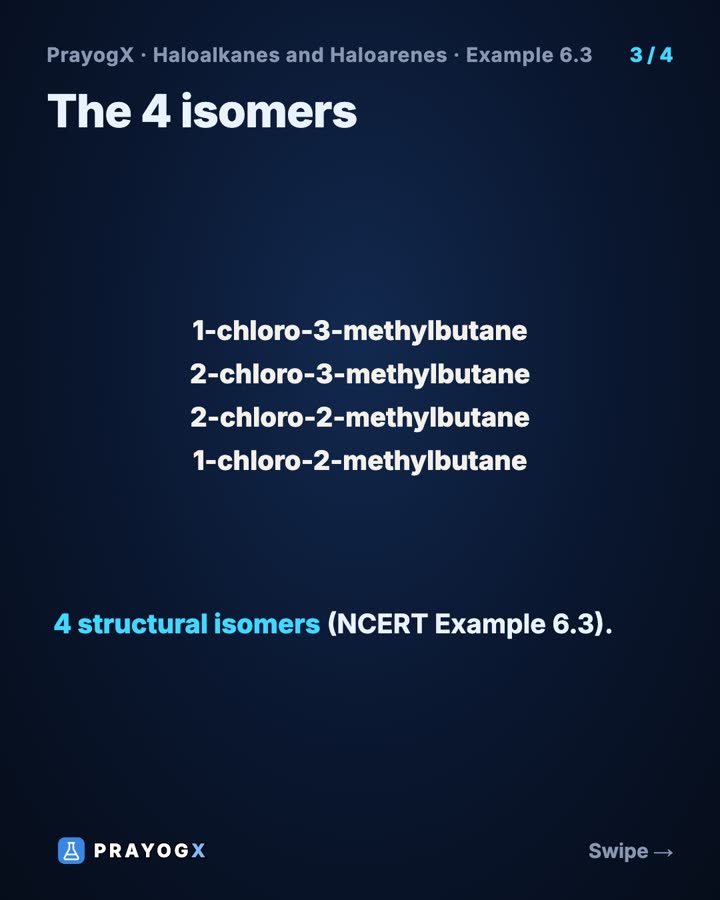 PrayogX · Haloalkanes and Haloarenes · Example 6.3 3 / 4
The 4 isomers
1-chloro-3-methylbutane
2-chloro-3-methylbutane
2-chloro-2-methylbutane
1-chloro-2-methylbutane
4 structural isomers (NCERT Example 6.3).
PRAYOGX Swipe →